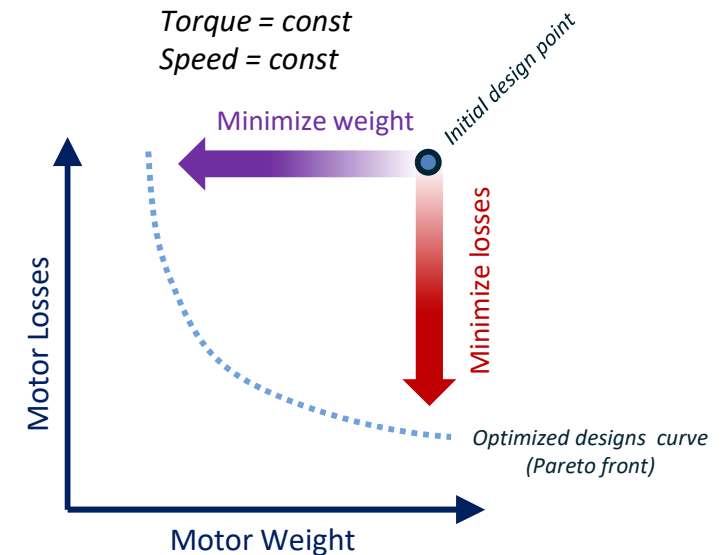 Torque = const
Speed = const
Initial design point
Minimize weight
Minimize losses
Motor Losses
Optimized designs curve
(Pareto front)
Motor Weight